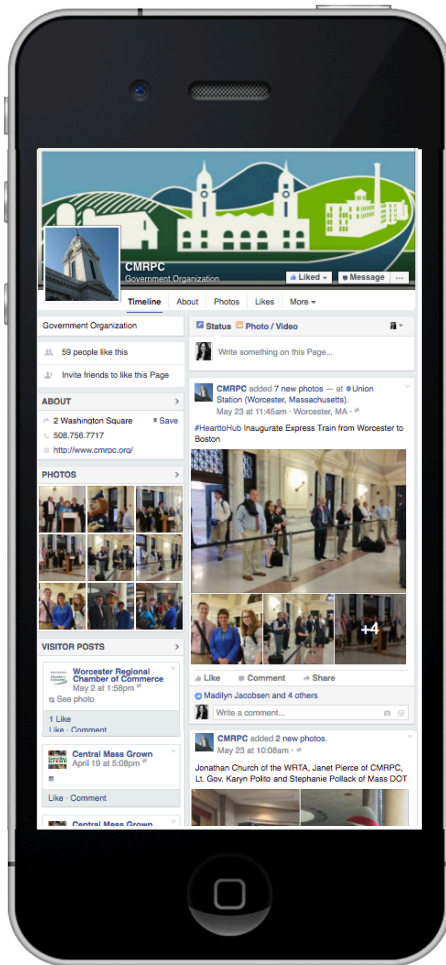 CMRPC
Government Organization
Liked
Message
Timeline
About
Photos
Likes
More
Government Organization
59 people like this
Invite friends to like this Page
ABOUT
2 Washington Square
Save
508.756.7717
http://www.cmrpc.org/
PHOTOS
VISITOR POSTS
Worcester Regional
Chamber of Commerce
May 2 at 1:58pm
See photo
1 Like
Like · Comment
Central Mass Grown
April 19 at 5:08pm
Like · Comment
Central Mass Grown
Status
Photo / Video
Write something on this Page...
CMRPC added 7 new photos — at Union
Station (Worcester, Massachusetts).
May 23 at 11:45am · Worcester, MA ·
#HearttoHub Inaugurate Express Train from Worcester to
Boston
+4
Like
Comment
Share
Madilyn Jacobsen and 4 others
Write a comment...
CMRPC added 2 new photos.
May 23 at 10:08am ·
Jonathan Church of the WRTA, Janet Pierce of CMRPC,
Lt. Gov. Karyn Polito and Stephanie Pollack of Mass DOT